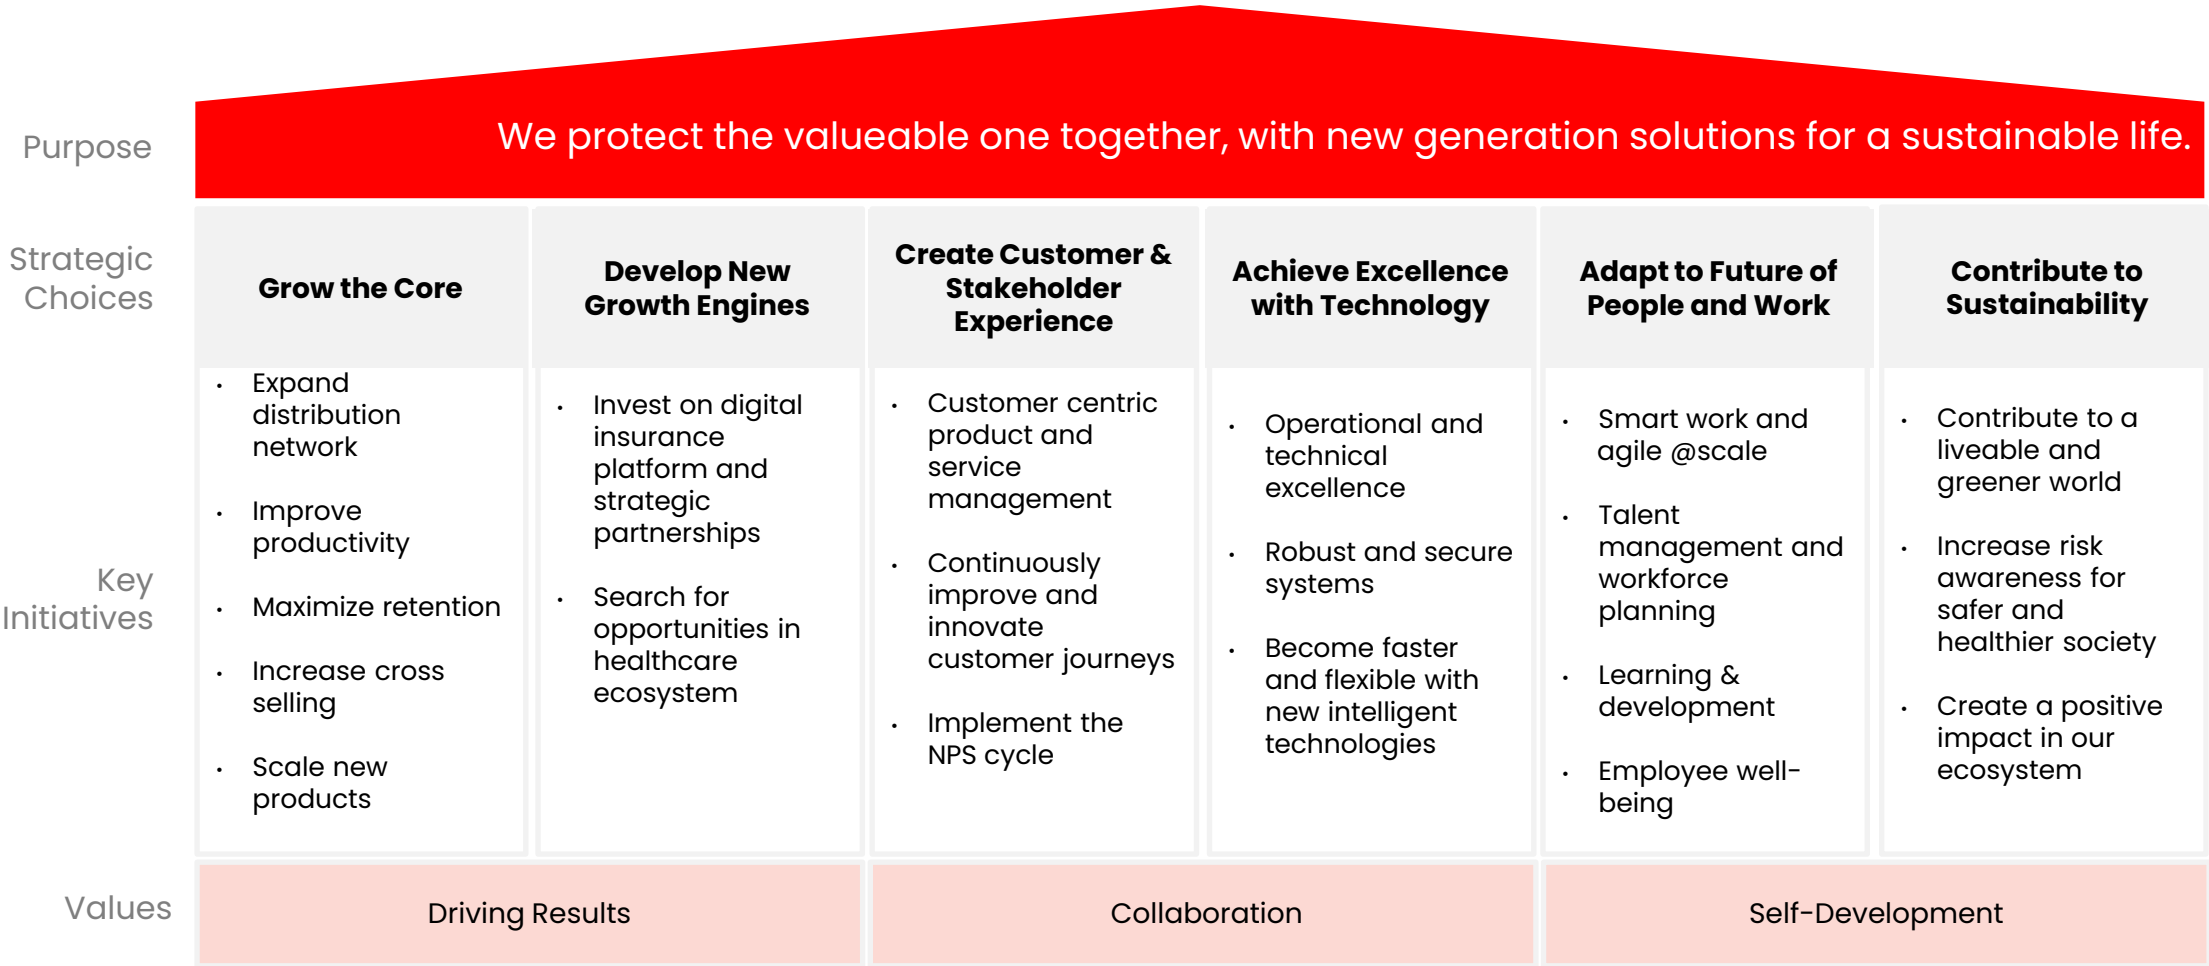 Purpose
We protect the valueable one together, with new generation solutions for a sustainable life.
Strategic
Choices
Grow the Core
Develop New
Growth Engines
Create Customer &
Stakeholder
Experience
Achieve Excellence
with Technology
Adapt to Future of
People and Work
Contribute to
Sustainability
Key
Initiatives
• Expand
distribution
network
• Improve
productivity
• Maximize retention
• Increase cross
selling
• Scale new
products
• Invest on digital
insurance
platform and
strategic
partnerships
• Search for
opportunities in
healthcare
ecosystem
• Customer centric
product and
service
management
• Continuously
improve and
innovate
customer journeys
• Implement the
NPS cycle
• Operational and
technical
excellence
• Robust and secure
systems
• Become faster
and flexible with
new intelligent
technologies
• Smart work and
agile @scale
• Talent
management and
workforce
planning
• Learning &
development
• Employee well-
being
• Contribute to a
liveable and
greener world
• Increase risk
awareness for
safer and
healthier society
• Create a positive
impact in our
ecosystem
Values
Driving Results
Collaboration
Self-Development